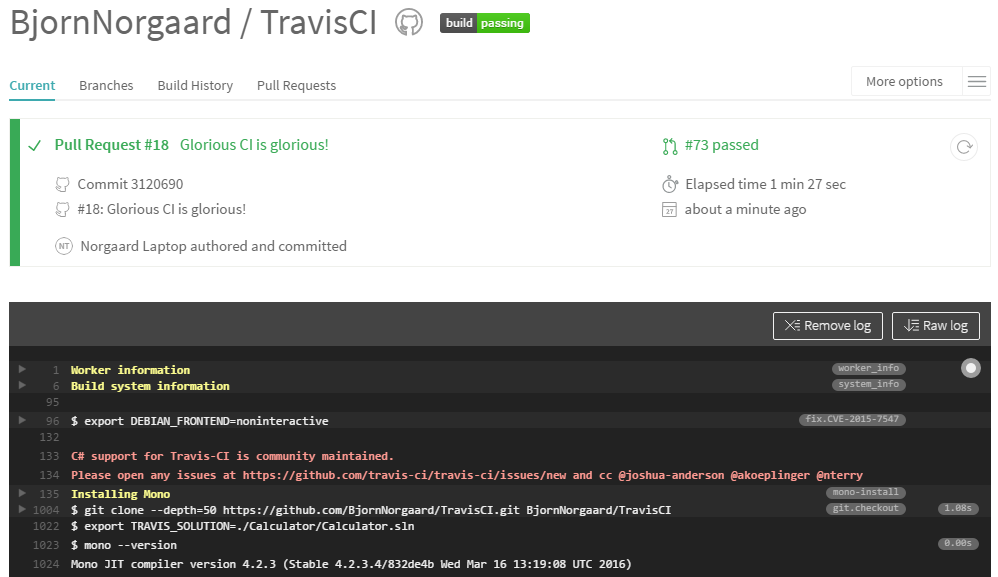 BjornNorgaard / TravisCI build passing
Current Branches Build History Pull Requests More options
Pull Request #18 Glorious CI is glorious! #73 passed
Commit 3120690 Elapsed time 1 min 27 sec
#18: Glorious CI is glorious! 27 about a minute ago
NT Norgaard Laptop authored and committed
Remove log Raw log
1 Worker information worker_info
6 Build system information system_info
95
96 $ export DEBIAN_FRONTEND=noninteractive fix.CVE-2015-7547
132
133 C# support for Travis-CI is community maintained.
134 Please open any issues at https://github.com/travis-ci/travis-ci/issues/new and cc @joshua-anderson @akoeplinger @nterry
135 Installing Mono mono-install
1004 $ git clone --depth=50 https://github.com/BjornNorgaard/TravisCI.git BjornNorgaard/TravisCI git.checkout 1.08s
1022 $ export TRAVIS_SOLUTION=./Calculator/Calculator.sln
1023 $ mono --version 0.00s
1024 Mono JIT compiler version 4.2.3 (Stable 4.2.3.4/832de4b Wed Mar 16 13:19:08 UTC 2016)